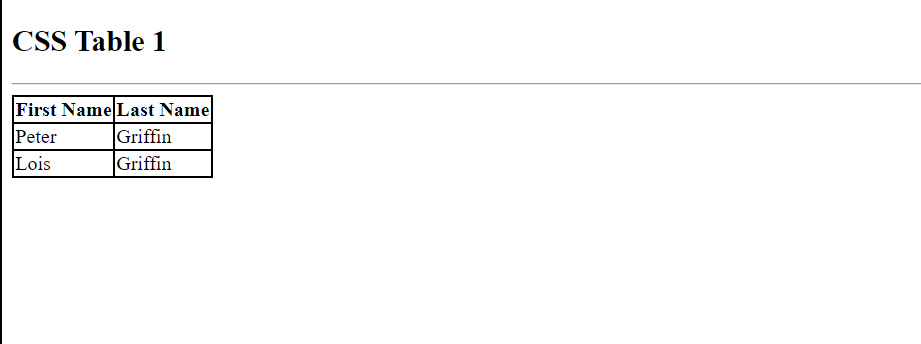 CSS Table 1
First Name Last Name
Peter Griffin
Lois Griffin